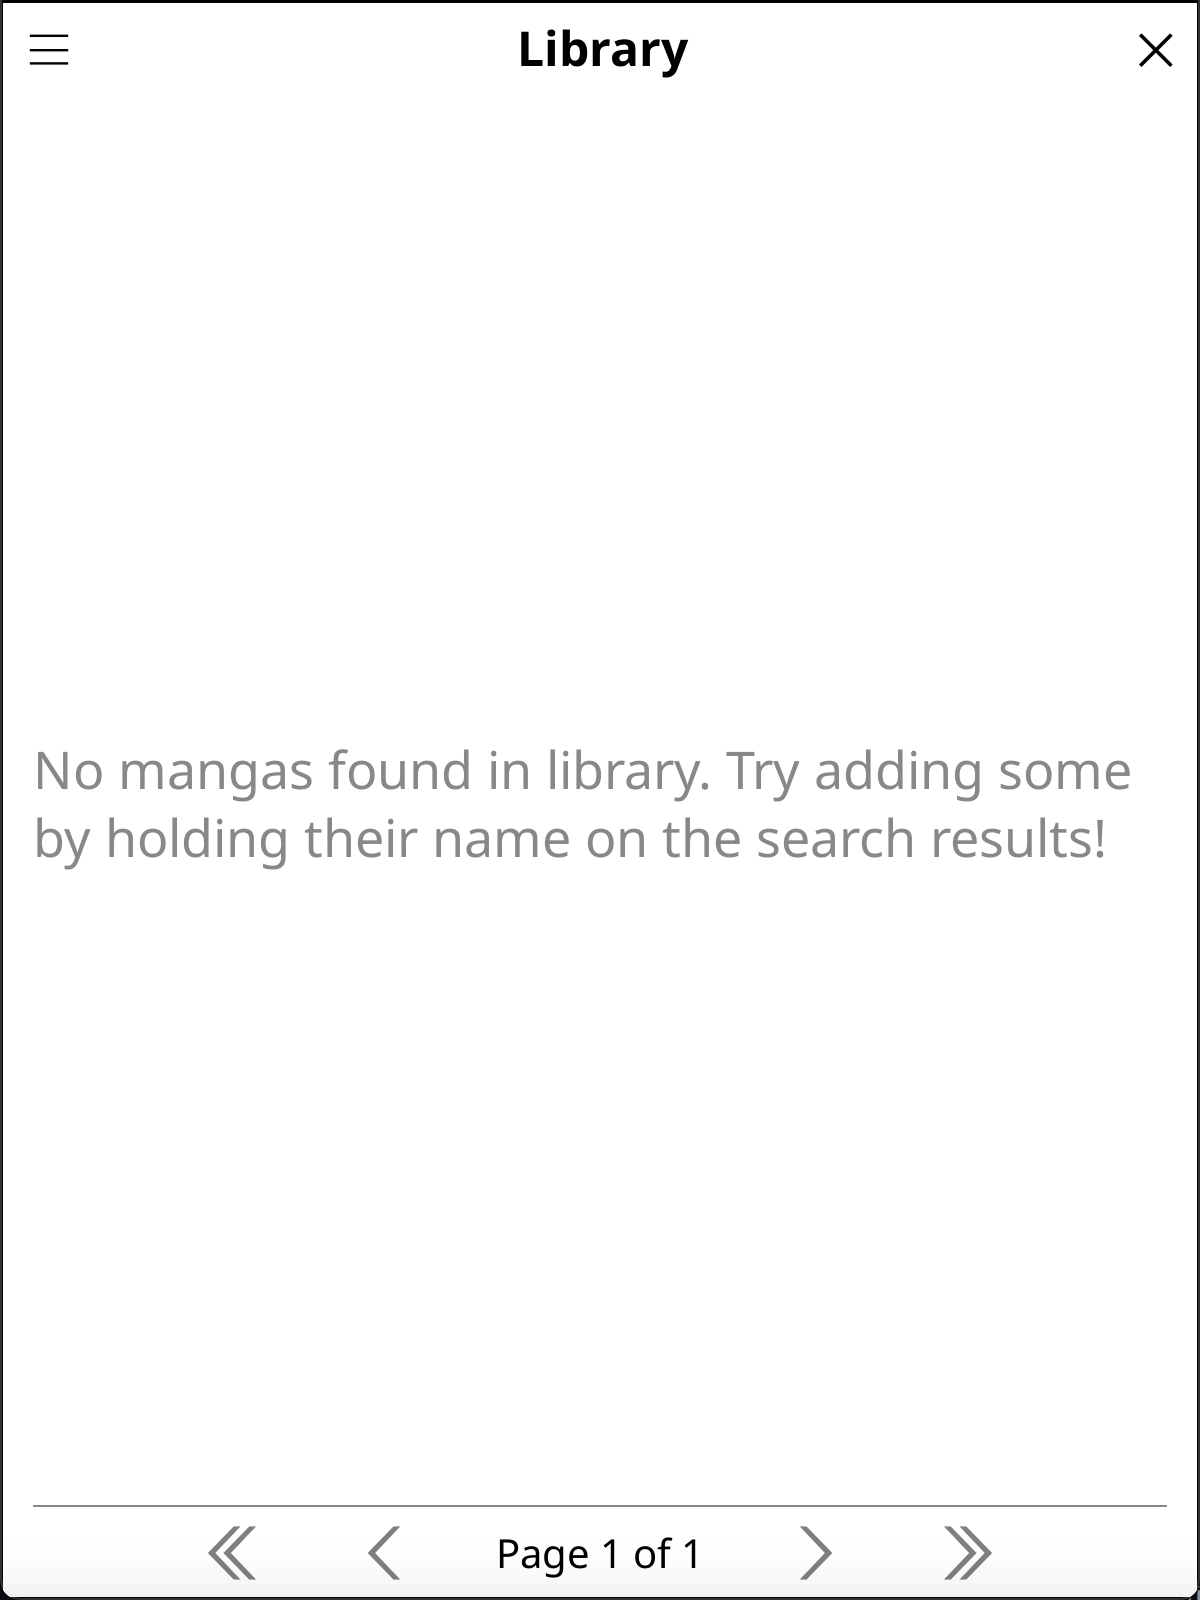 Library
No mangas found in library. Try adding some
by holding their name on the search results!
Page 1 of 1